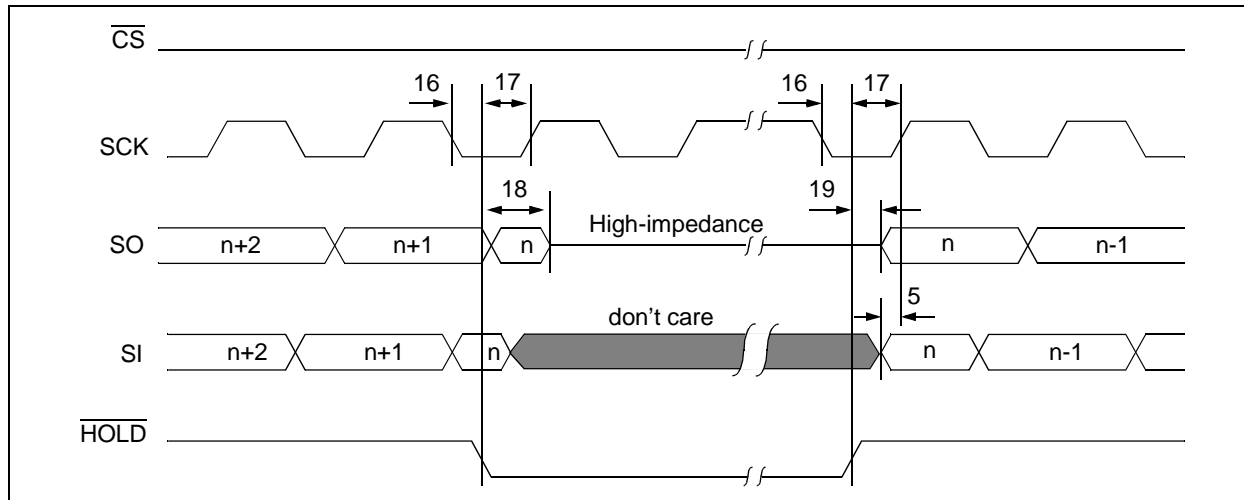 CS
16 17 16 17
SCK
18 19
High-impedance
SO n+2 n+1 n n n-1
5
don't care
SI n+2 n+1 n n n-1
HOLD